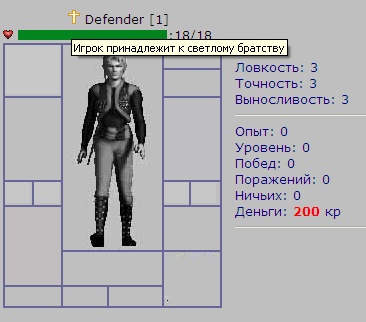 Defender [1]
:18/18
Игрок принадлежит к светлому братству
Ловкость: 3
Точность: 3
Выносливость: 3
Опыт: 0
Уровень: 0
Побед: 0
Поражений: 0
Ничьих: 0
Деньги: 200 кр